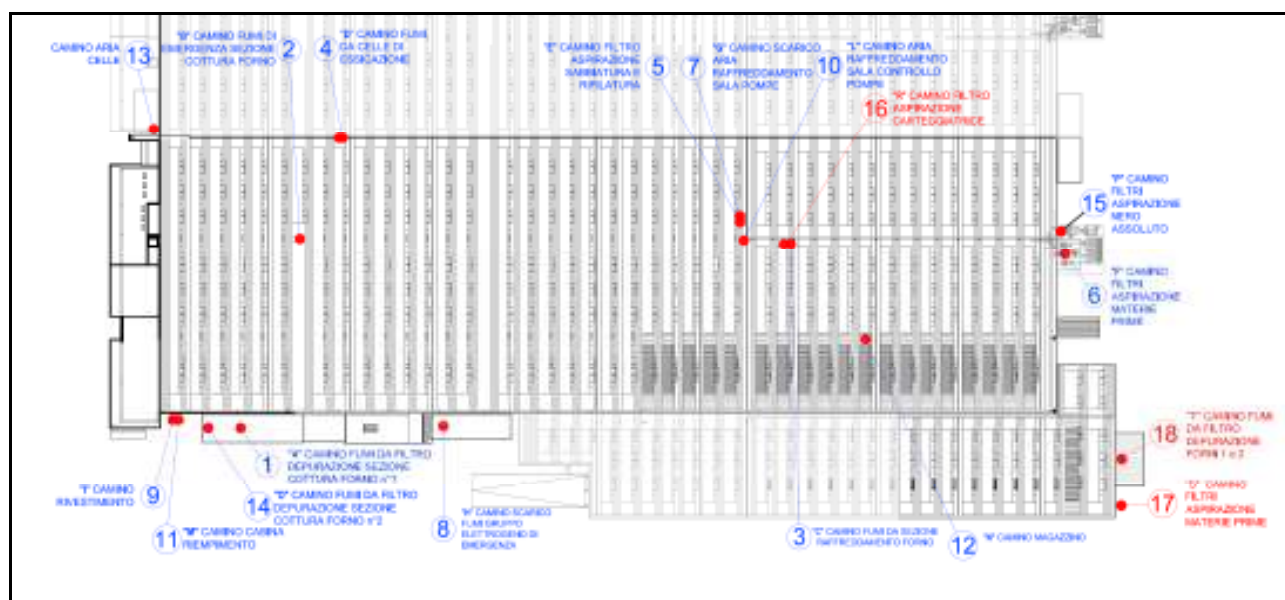 CAMINO ARIA
CELLE
13
"B" CAMINO FUMI DI
EMERGENZA SEZIONE
COTTURA FORNO
2
4
"D" CAMINO FUMI
DA CELLE DI
ESSICAZIONE
"E" CAMINO FILTRO
ASPIRAZIONE
SABBIATURA E
RIFILATURA
5
7
"G" CAMINO SCARICO
ARIA
RAFFREDDAMENTO
SALA POMPE
10
"L" CAMINO ARIA
RAFFREDDAMENTO
SALA CONTROLLO
POMPE
16
"R" CAMINO FILTRO
ASPIRAZIONE
CARTEGGIATRICE
15
"P" CAMINO
FILTRI
ASPIRAZIONE
NERO
ASSOLUTO
6
"F" CAMINO
FILTRI
ASPIRAZIONE
MATERIE
PRIME
1
"A" CAMINO FUMI DA FILTRO
DEPURAZIONE SEZIONE
COTTURA FORNO n°1
CAMINO
RIVESTIMENTO
9
14
CAMINO FUMI DA FILTRO
DEPURAZIONE SEZIONE
COTTURA FORNO n°2
11
"M" CAMINO CABINA
RIEMPIMENTO
8
"H" CAMINO SCARICO
FUMI GRUPPO
ELETTROGENO DI
EMERGENZA
3
"C" CAMINO FUMI DA SEZIONE
RAFFREDDAMENTO FORNO
12
"N" CAMINO MAGAZZINO
18
"T" CAMINO FUMI
DA FILTRO
DEPURAZIONE
FORNI 1 e 2
17
CAMINO
FILTRI
ASPIRAZIONE
MATERIE PRIME